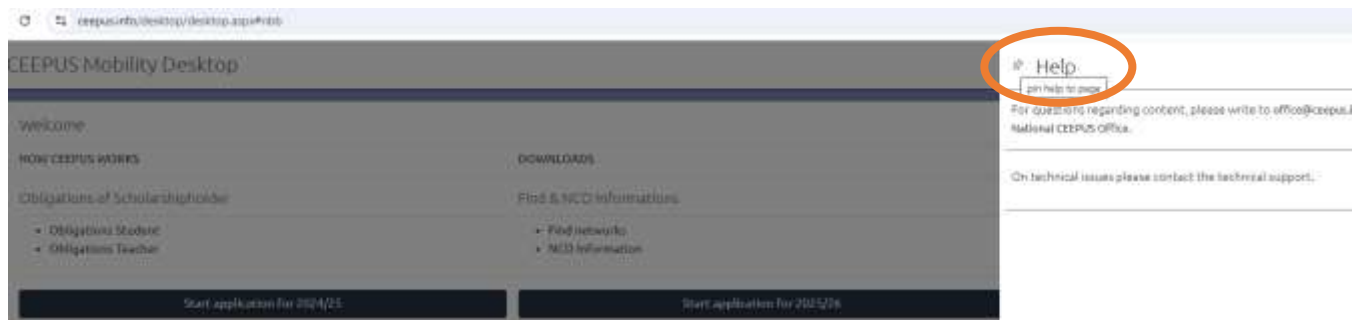 ceepus.info/desktop/desktop.aspx#nbb
CEEPUS Mobility Desktop
Help
pin help to page
For questions regarding content, please write to office@ceepus.i
National CEEPUS Office.
Welcome
HOW CEEPUS WORKS
DOWNLOADS
On technical issues please contact the technical support.
Obligations of Scholarshipholder
Find & NCO Informations
• Obligations Student
• Obligations Teacher
• Find networks
• NCO Information
Start application for 2024/25
Start application for 2025/26